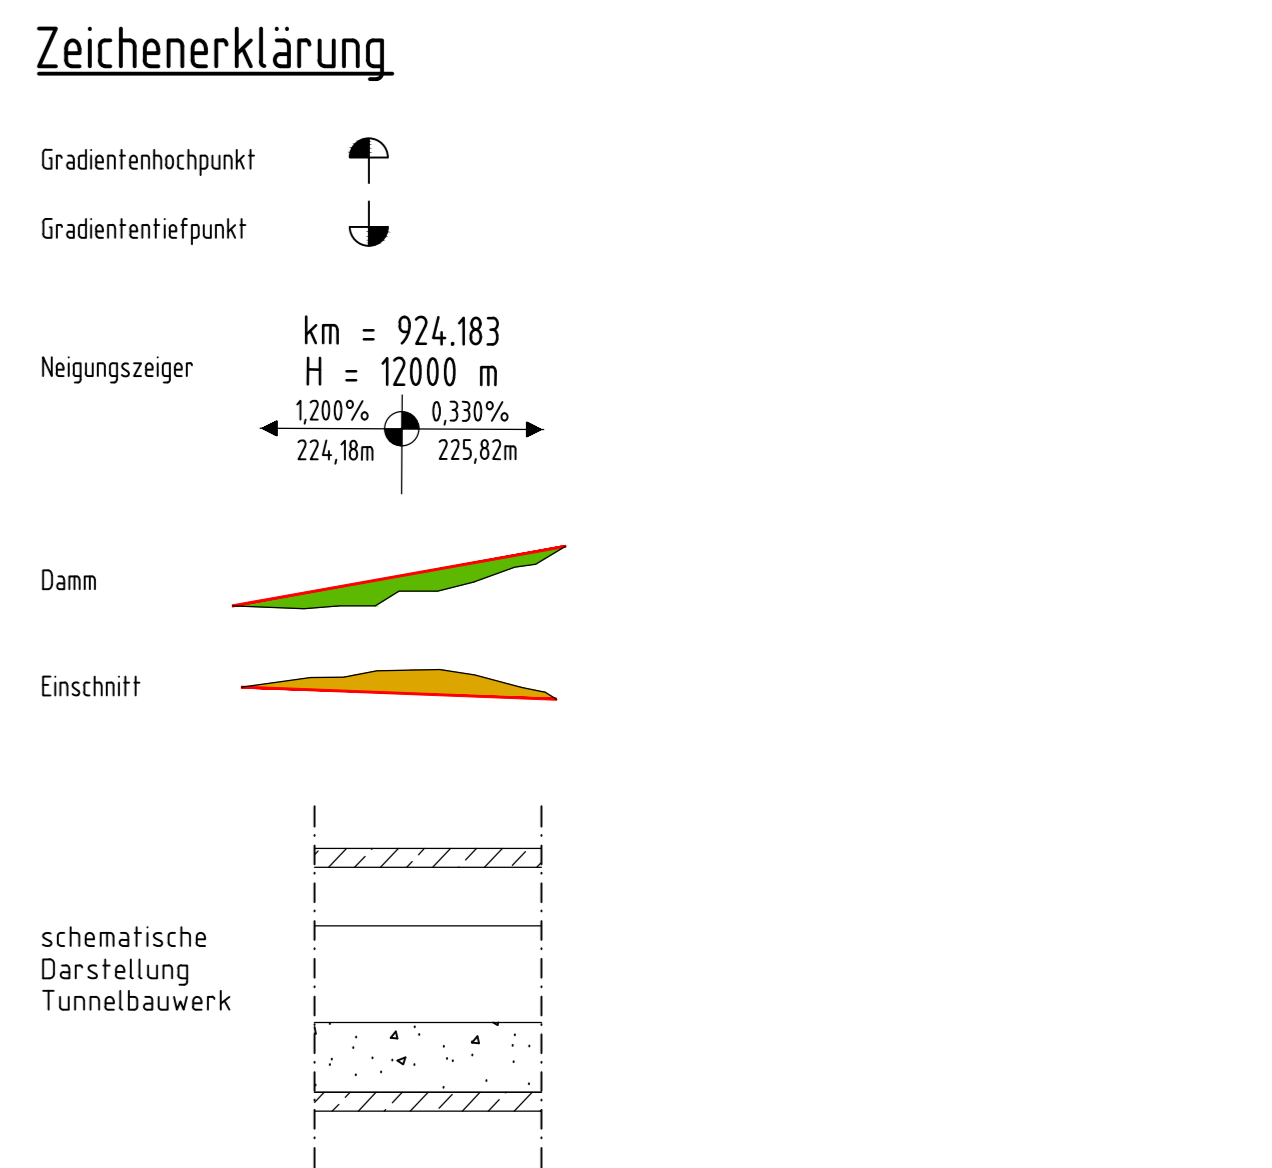 Zeichenerklärung
Gradientenhochpunkt
Gradiententiefpunkt
Neigungszeiger
km = 924.183
H = 12000 m
1,200% 0,330%
224,18m 225,82m
Damm
Einschnitt
schematische
Darstellung
Tunnelbauwerk